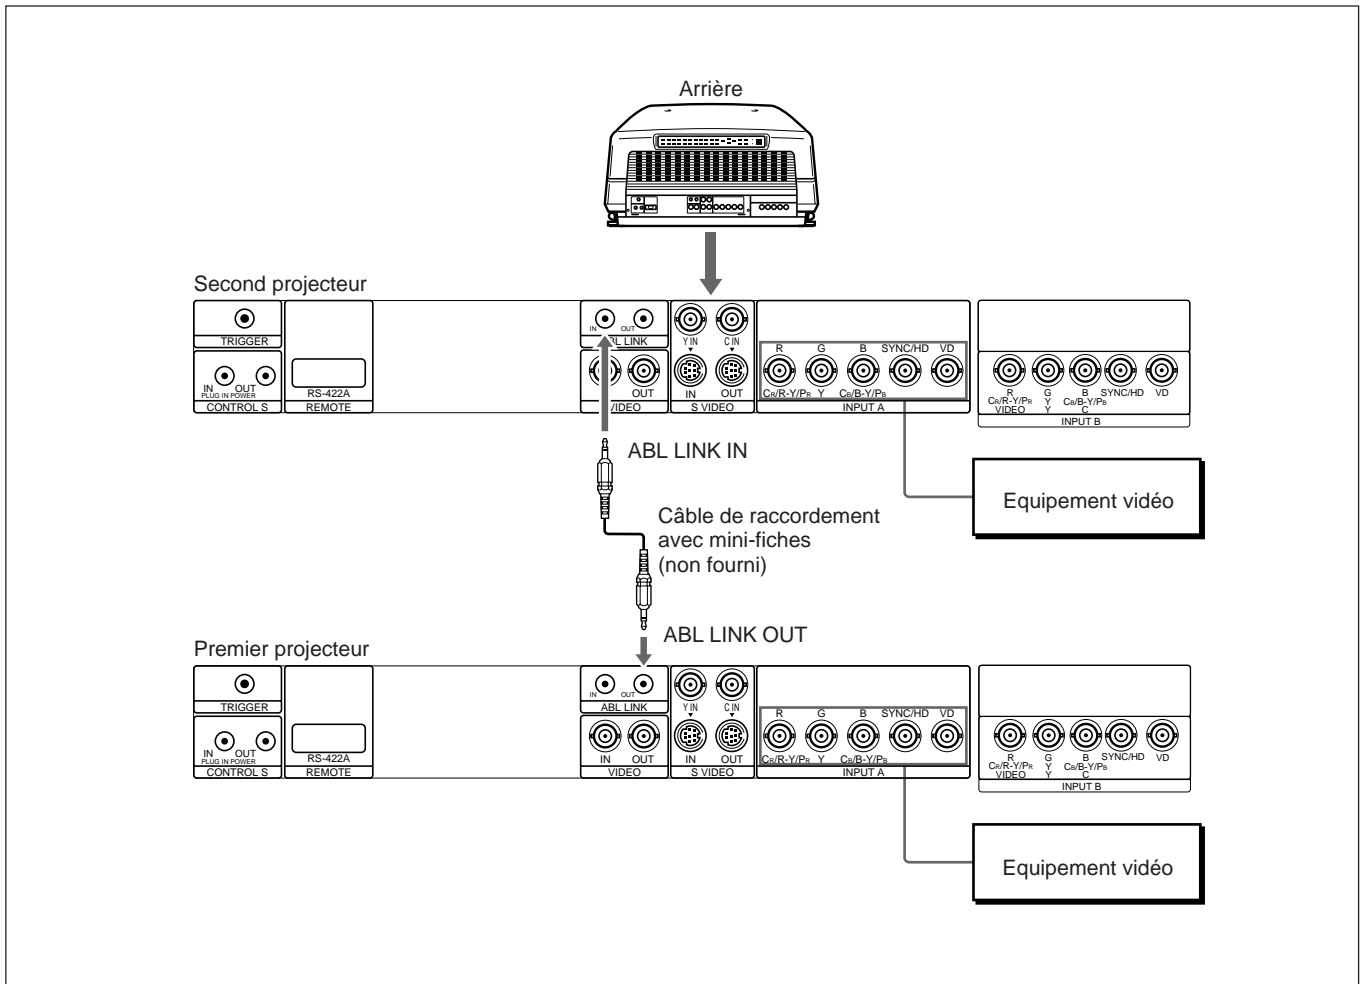 Arrière
Second projecteur
TRIGGER
IN OUT
PLUG IN POWER
CONTROL S
RS-422A
REMOTE
IN OUT
BL LINK
OUT
VIDEO
Y IN C IN
IN OUT
S VIDEO
R G B SYNC/HD VD
CR/R-Y/PR Y CB/B-Y/PB
INPUT A
R G B SYNC/HD VD
CR/R-Y/PR Y CB/B-Y/PB
VIDEO Y C
INPUT B
ABL LINK IN
Equipement vidéo
Câble de raccordement
avec mini-fiches
(non fourni)
ABL LINK OUT
Premier projecteur
TRIGGER
IN OUT
PLUG IN POWER
CONTROL S
RS-422A
REMOTE
IN OUT
ABL LINK
IN OUT
VIDEO
Y IN C IN
IN OUT
S VIDEO
R G B SYNC/HD VD
CR/R-Y/PR Y CB/B-Y/PB
INPUT A
R G B SYNC/HD VD
CR/R-Y/PR Y CB/B-Y/PB
VIDEO Y C
INPUT B
Equipement vidéo